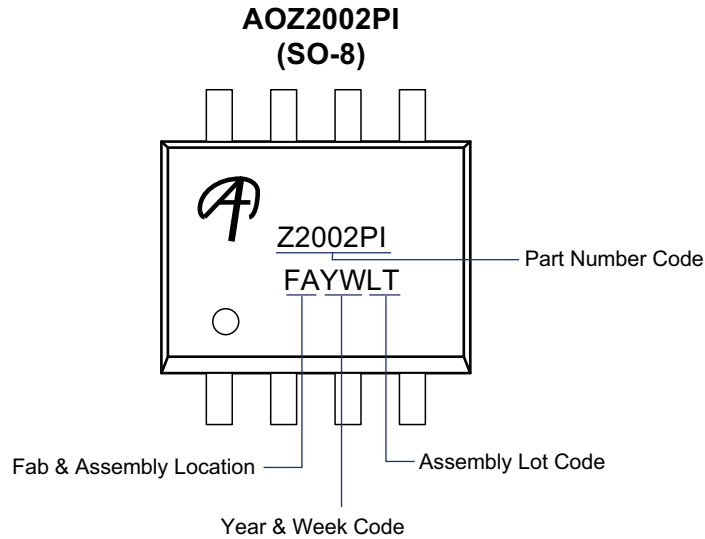 AOZ2002PI
(SO-8)
Z2002PI
Part Number Code
FAYWLT
Fab & Assembly Location
Assembly Lot Code
Year & Week Code